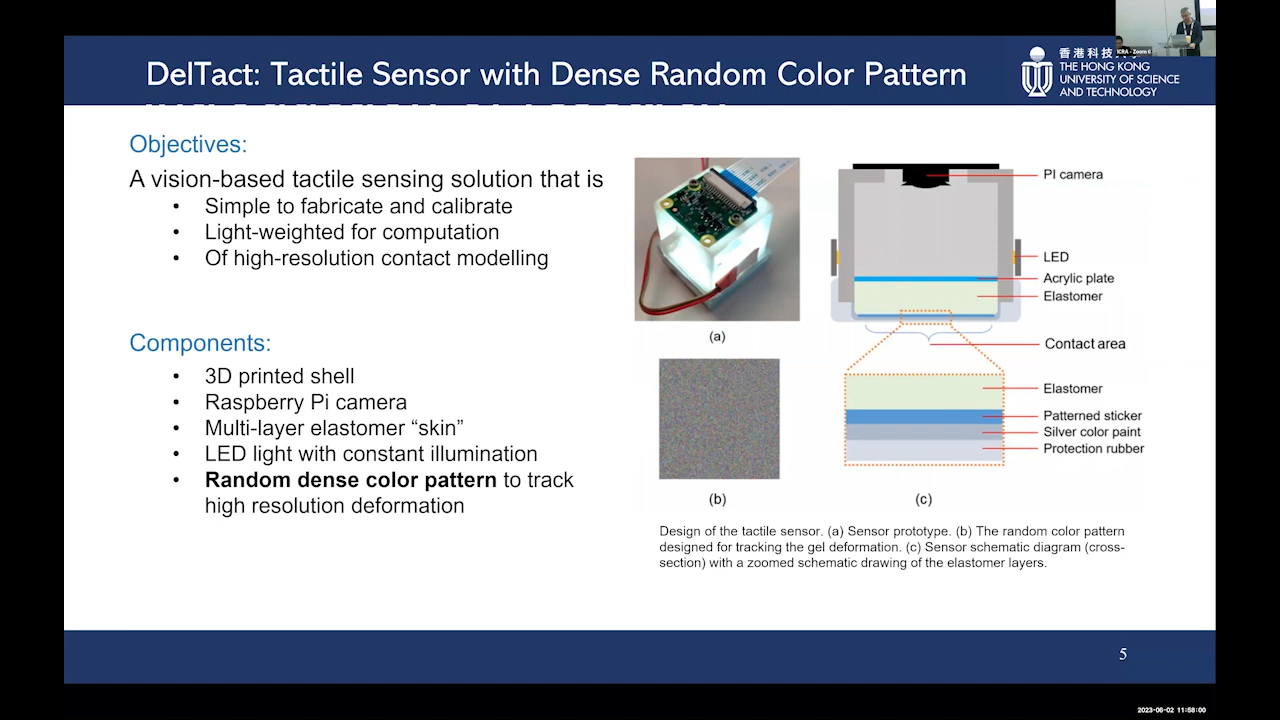 ICRA - Zoom 6
DelTact: Tactile Sensor with Dense Random Color Pattern
香港科技大學
THE HONG KONG
UNIVERSITY OF SCIENCE
AND TECHNOLOGY
Objectives:
A vision-based tactile sensing solution that is
• Simple to fabricate and calibrate
• Light-weighted for computation
• Of high-resolution contact modelling
Components:
• 3D printed shell
• Raspberry Pi camera
• Multi-layer elastomer “skin”
• LED light with constant illumination
• Random dense color pattern to track
high resolution deformation
(a)
(b)
PI camera
LED
Acrylic plate
Elastomer
Contact area
Elastomer
Patterned sticker
Silver color paint
Protection rubber
(c)
Design of the tactile sensor. (a) Sensor prototype. (b) The random color pattern
designed for tracking the gel deformation. (c) Sensor schematic diagram (cross-
section) with a zoomed schematic drawing of the elastomer layers.
5
2023-06-02 11:58:00